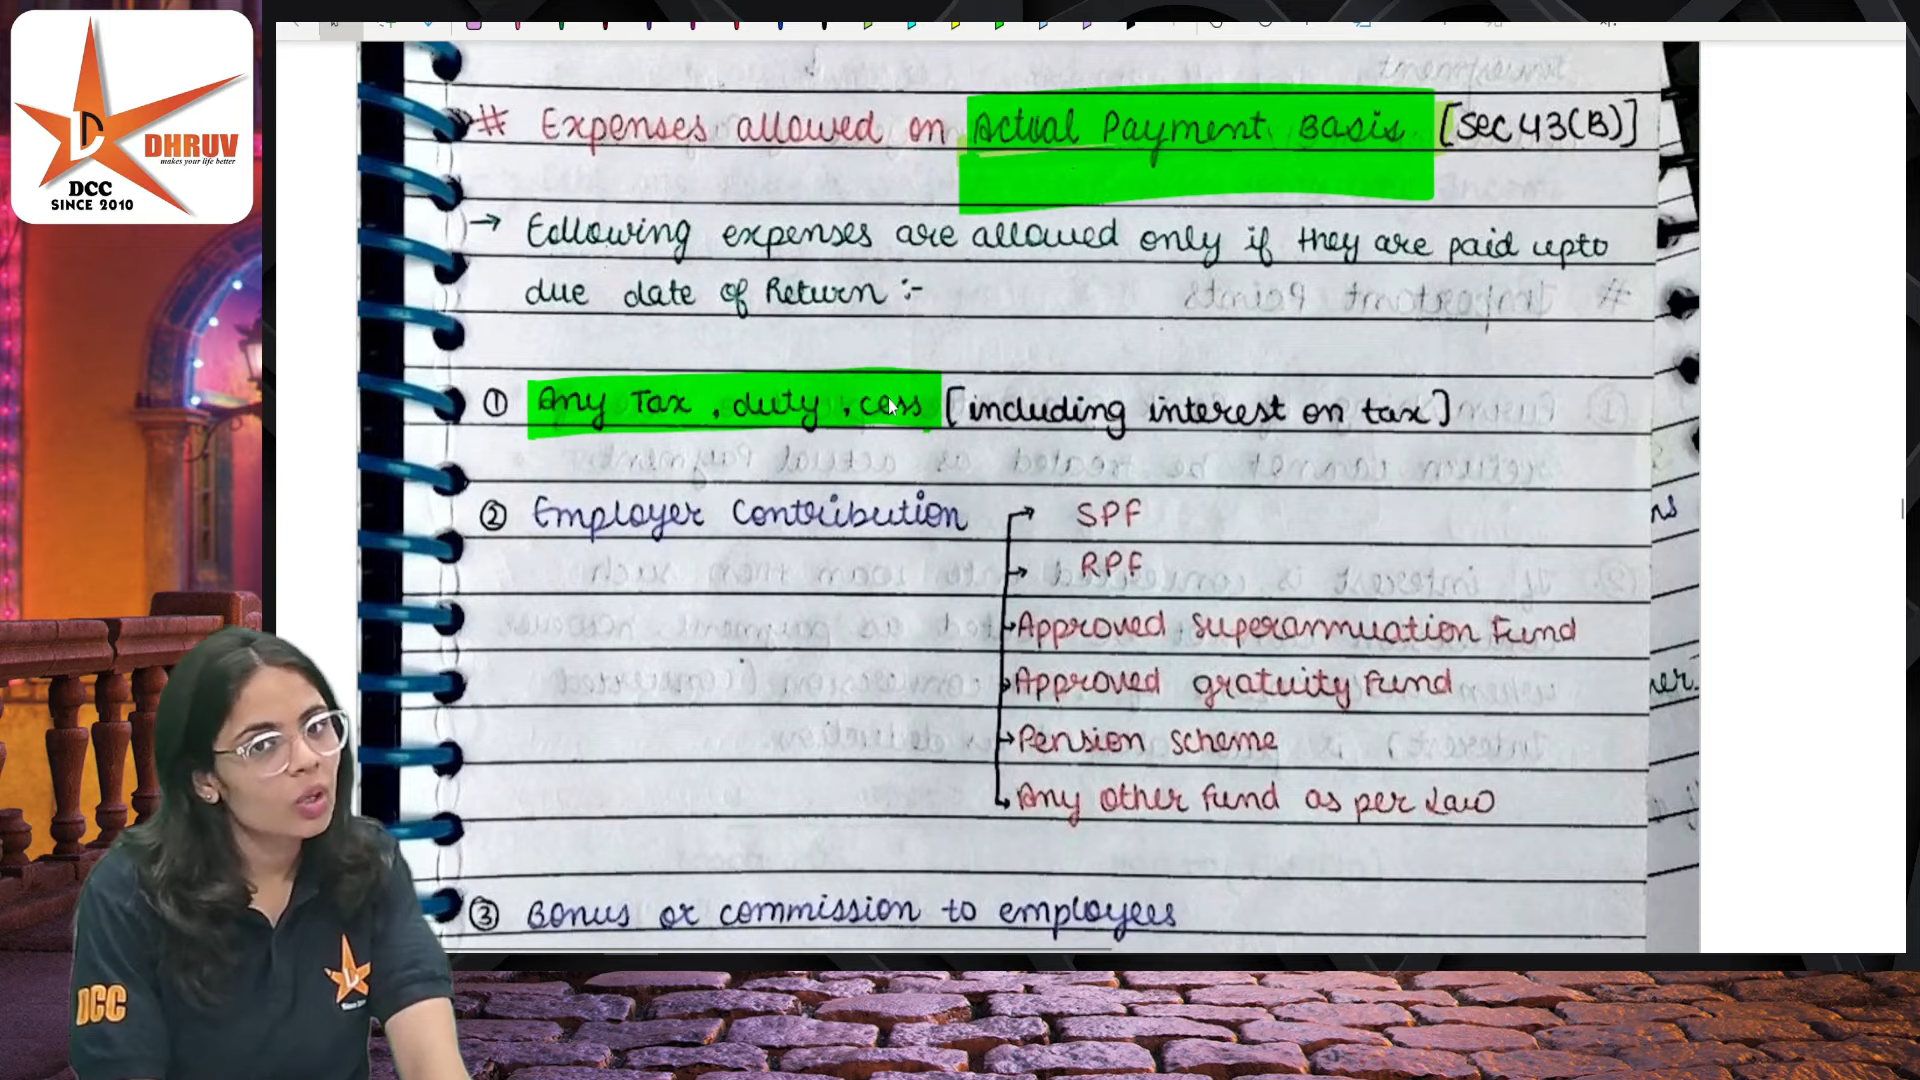 DC
DHRUV
makes your life better
DCC
SINCE 2010
# Expenses allowed on Actual Payment Basis [Sec 43(B)]
→ Following expenses are allowed only if they are paid upto
due date of Return :-
① Any Tax, duty, cess [including interest on tax]
② Employer Contribution → SPF
→ RPF
→ Approved Superannuation Fund
→ Approved gratuity Fund
→ Pension scheme
→ Any other Fund as per Law
③ Bonus or commission to employees
DCC